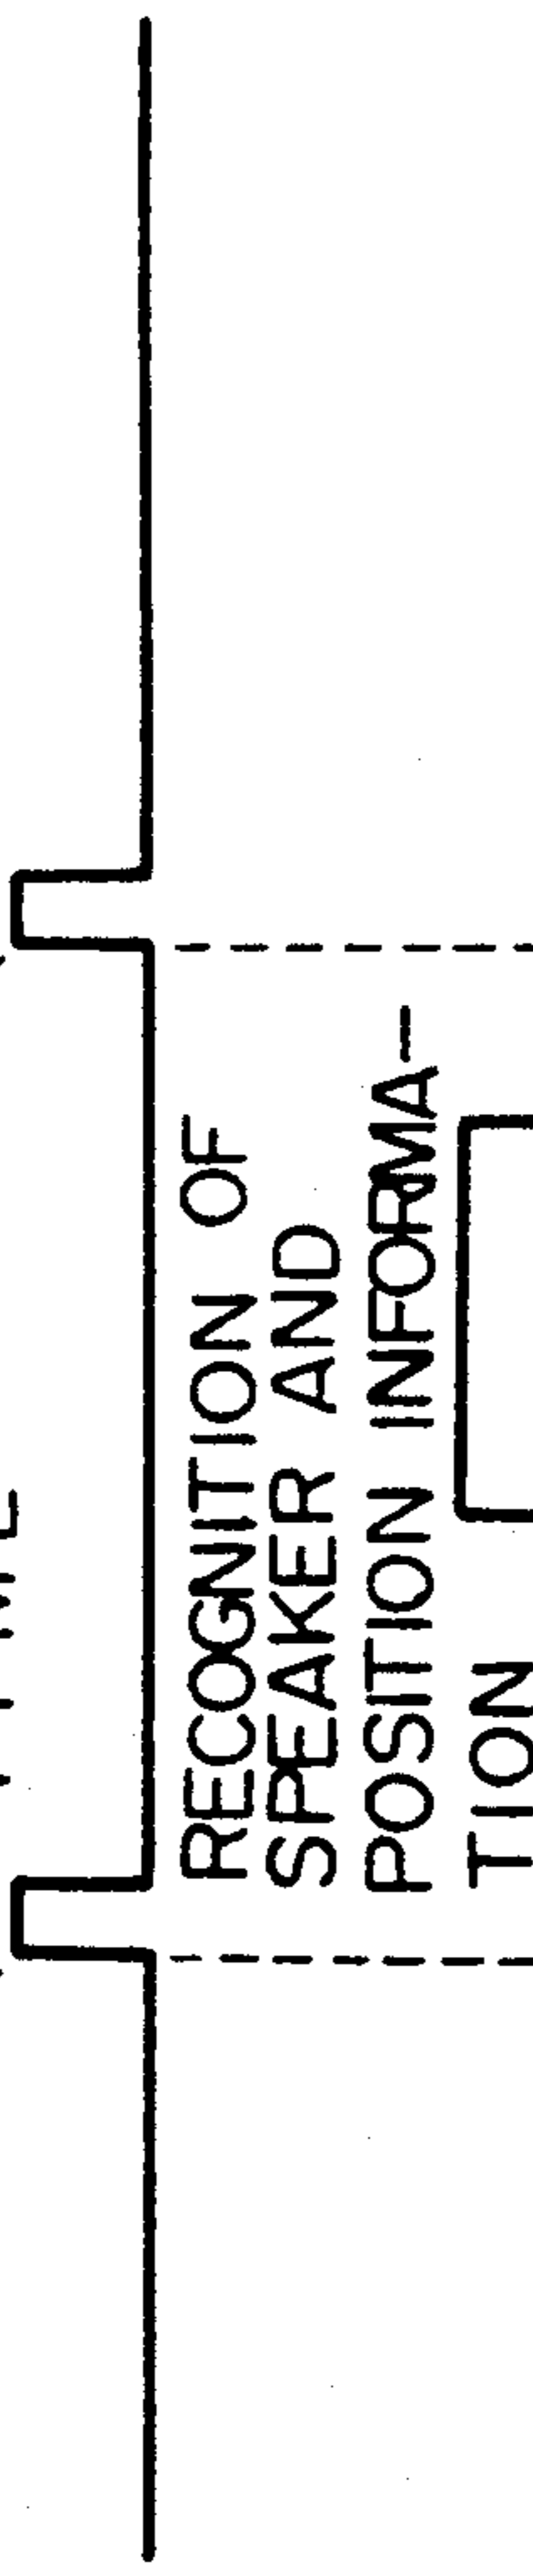 RECOGNITION OF
SPEAKER AND
POSITION INFORMA-
TION